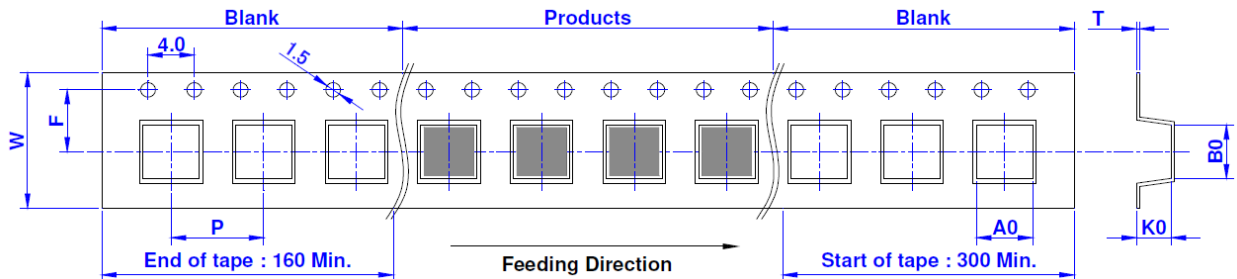 Blank
Products
Blank
T
4.0
1.5
F
W
B0
P
A0
K0
End of tape : 160 Min.
Feeding Direction
Start of tape : 300 Min.